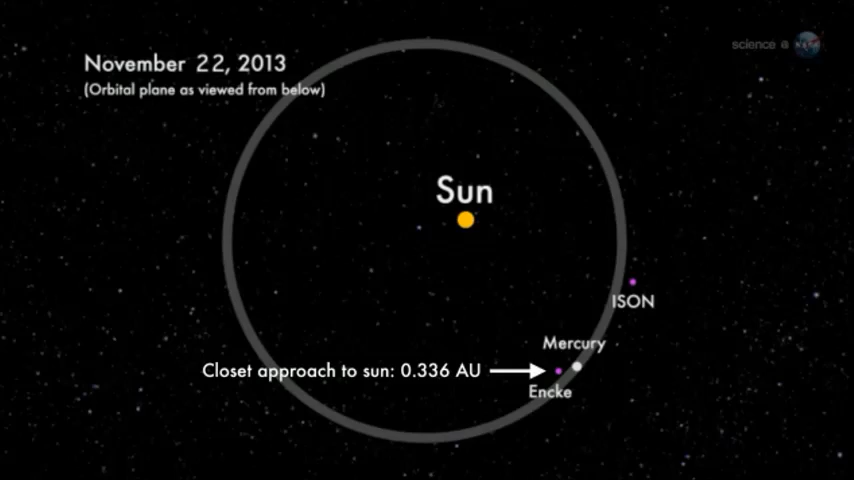 November 22, 2013
(Orbital plane as viewed from below)
science @ NASA
Sun
ISON
Mercury
Closet approach to sun: 0.336 AU
Encke